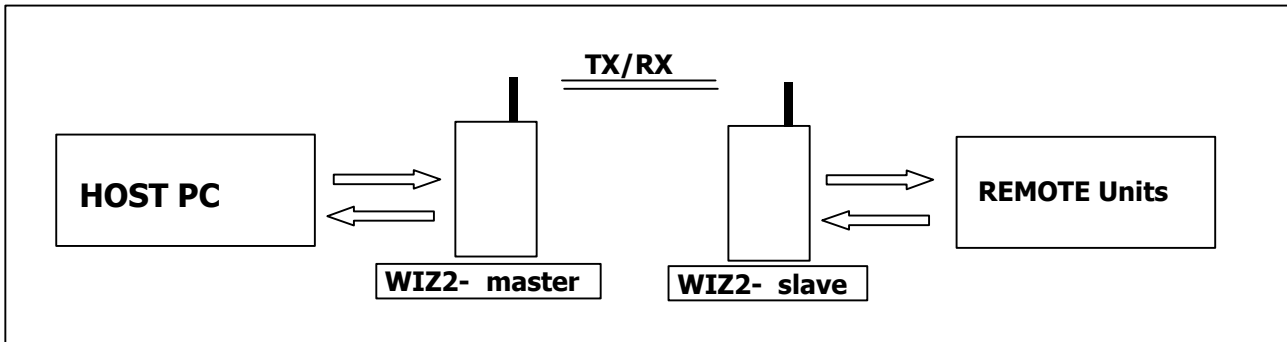 TX/RX
HOST PC
REMOTE Units
WIZ2- master
WIZ2- slave